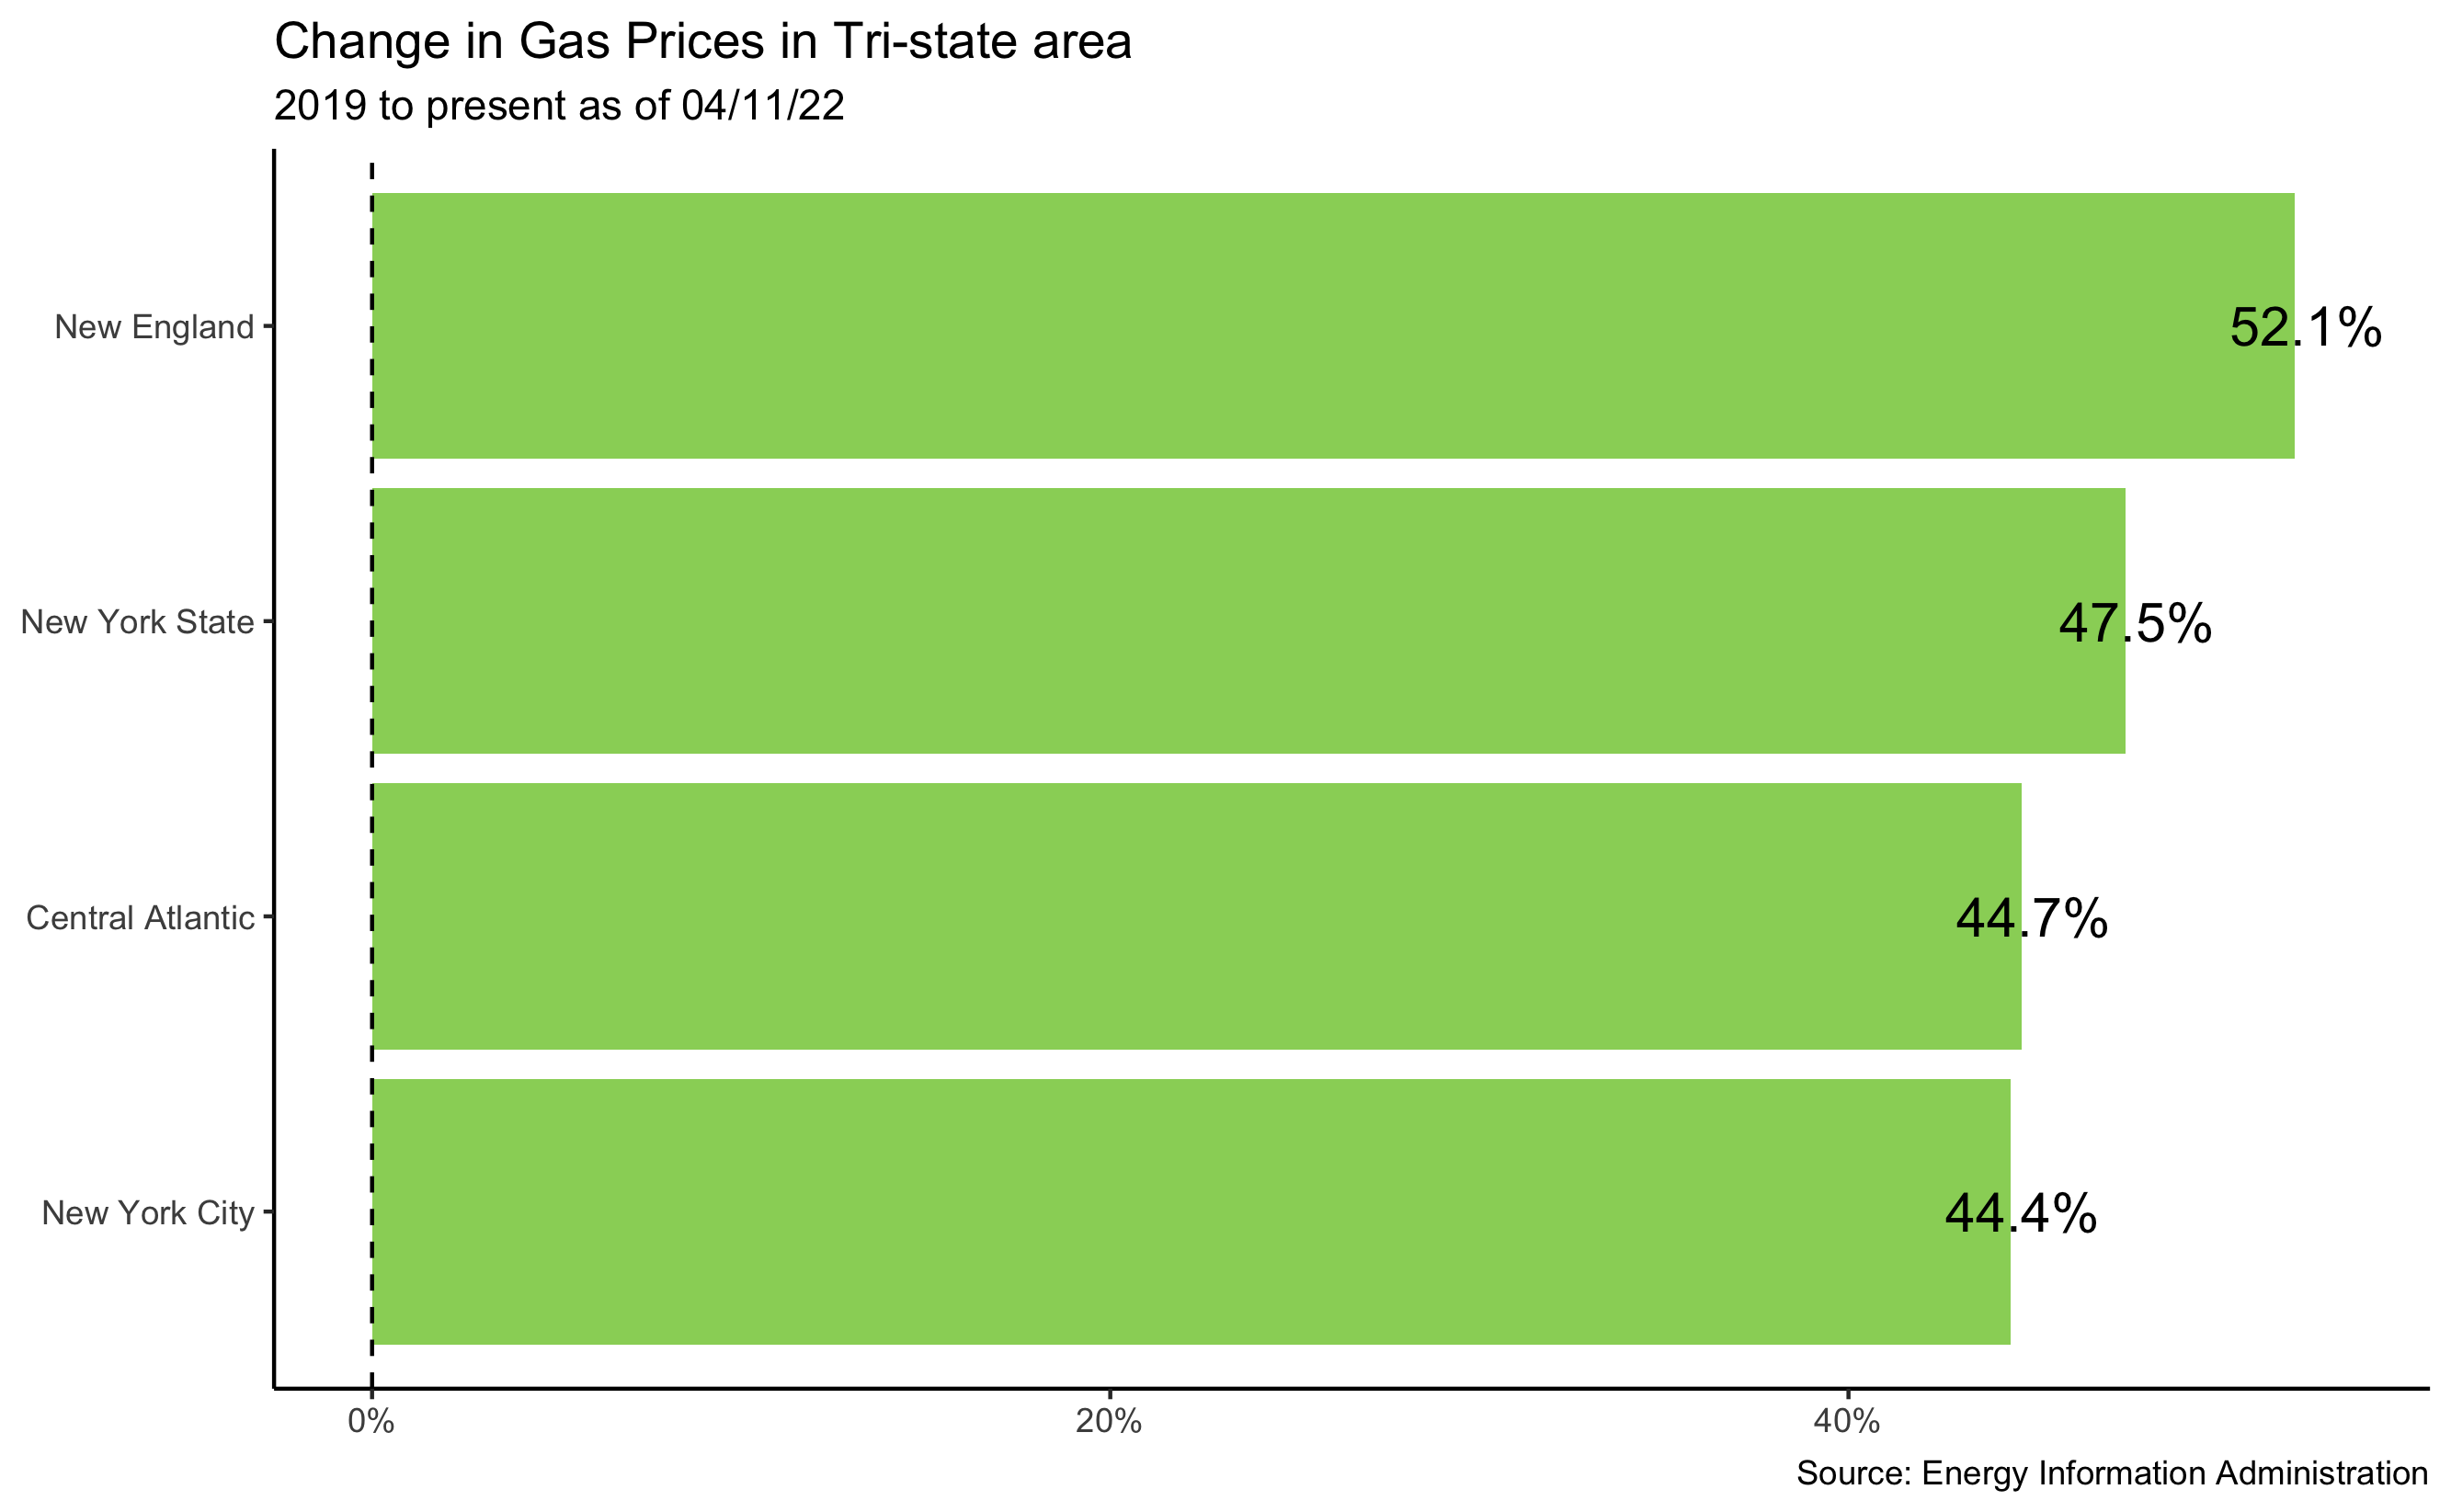 Change in Gas Prices in Tri-state area
2019 to present as of 04/11/22
New England
52.1%
New York State
47.5%
Central Atlantic
44.7%
New York City
44.4%
0%
20%
40%
Source: Energy Information Administration